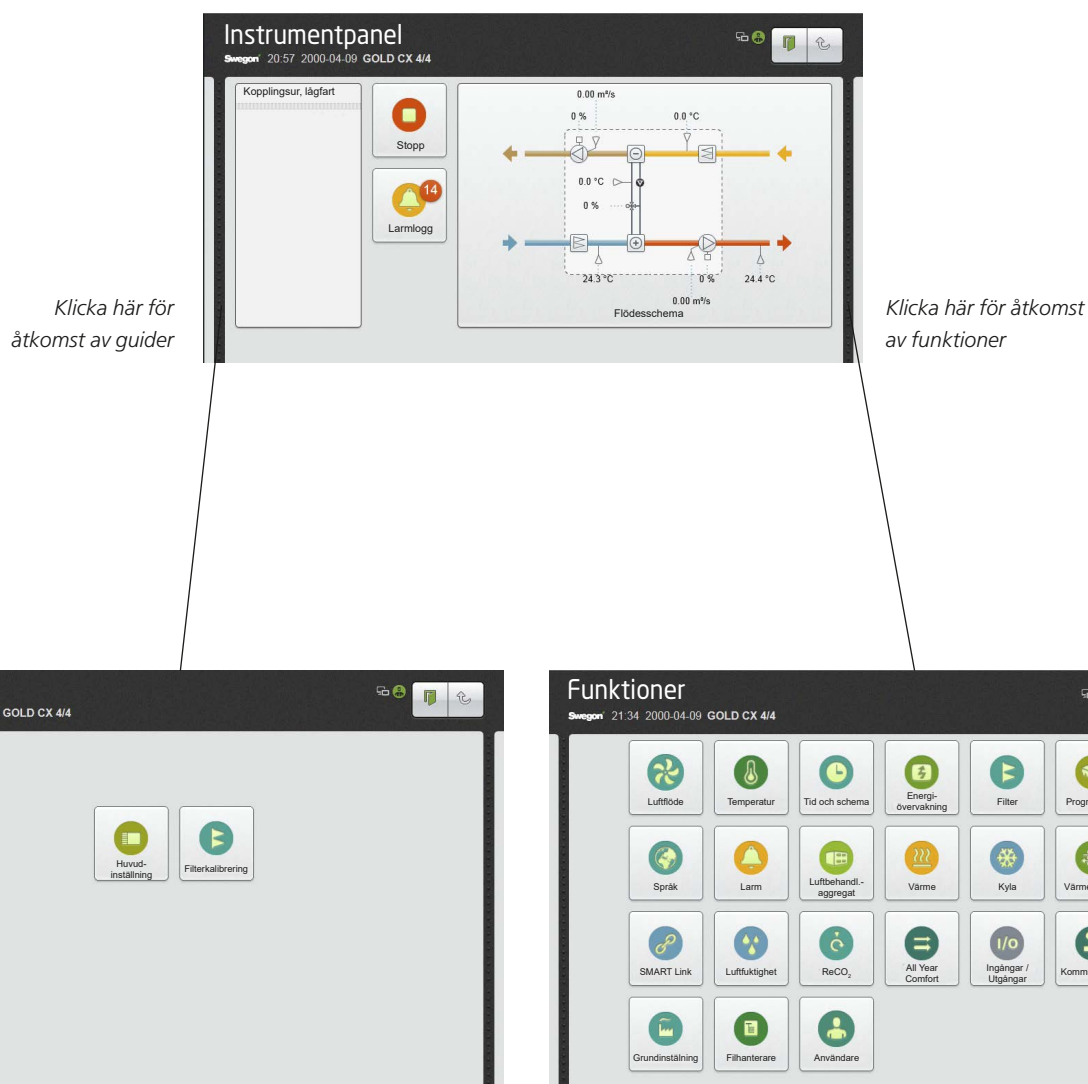 Instrumentpanel
Swegon 20:57 2000-04-09 GOLD CX 4/4
Kopplingsur, lågfart
Stopp
14
Larmlogg
0.00 m³/s
0 %
0.0 °C
0.0 °C
0 %
24.3 °C
0 %
24.4 °C
0.00 m³/s
Flödesschema
Klicka här för
åtkomst av guider
Klicka här för åtkomst
av funktioner
GOLD CX 4/4
Huvud-
inställning
Filterkalibrering
Funktioner
Swegon 21:34 2000-04-09 GOLD CX 4/4
Luftflöde
Temperatur
Tid och schema
Energi-
övervakning
Filter
Progr
Språk
Larm
Luftbehandl.-
aggregat
Värme
Kyla
Värme
SMART Link
Luftfuktighet
ReCO₂
All Year
Comfort
I/O
Ingångar /
Utgångar
Komm
Grundinstälning
Filhanterare
Användare